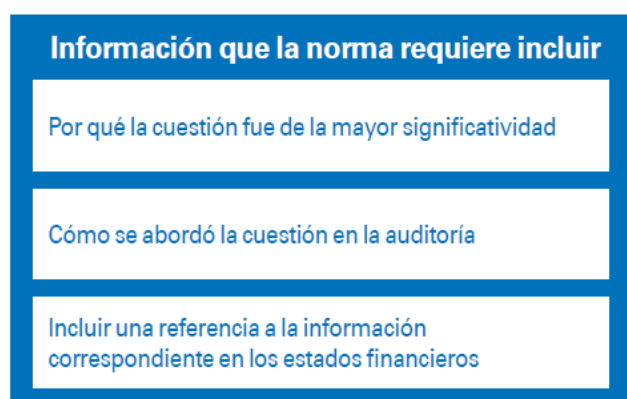 Información que la norma requiere incluir
Por qué la cuestión fue de la mayor significatividad
Cómo se abordó la cuestión en la auditoría
Incluir una referencia a la información
correspondiente en los estados financieros